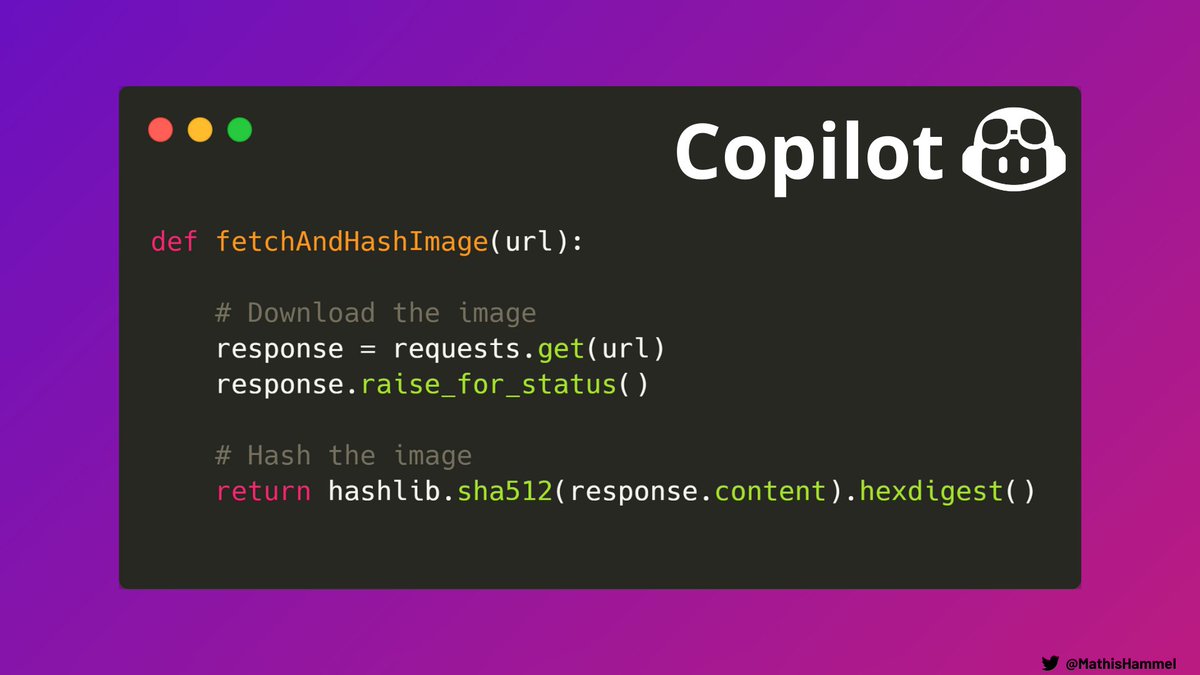 Copilot
def fetchAndHashImage(url):
# Download the image
response = requests.get(url)
response.raise_for_status()
# Hash the image
return hashlib.sha512(response.content).hexdigest()
@MathisHammel